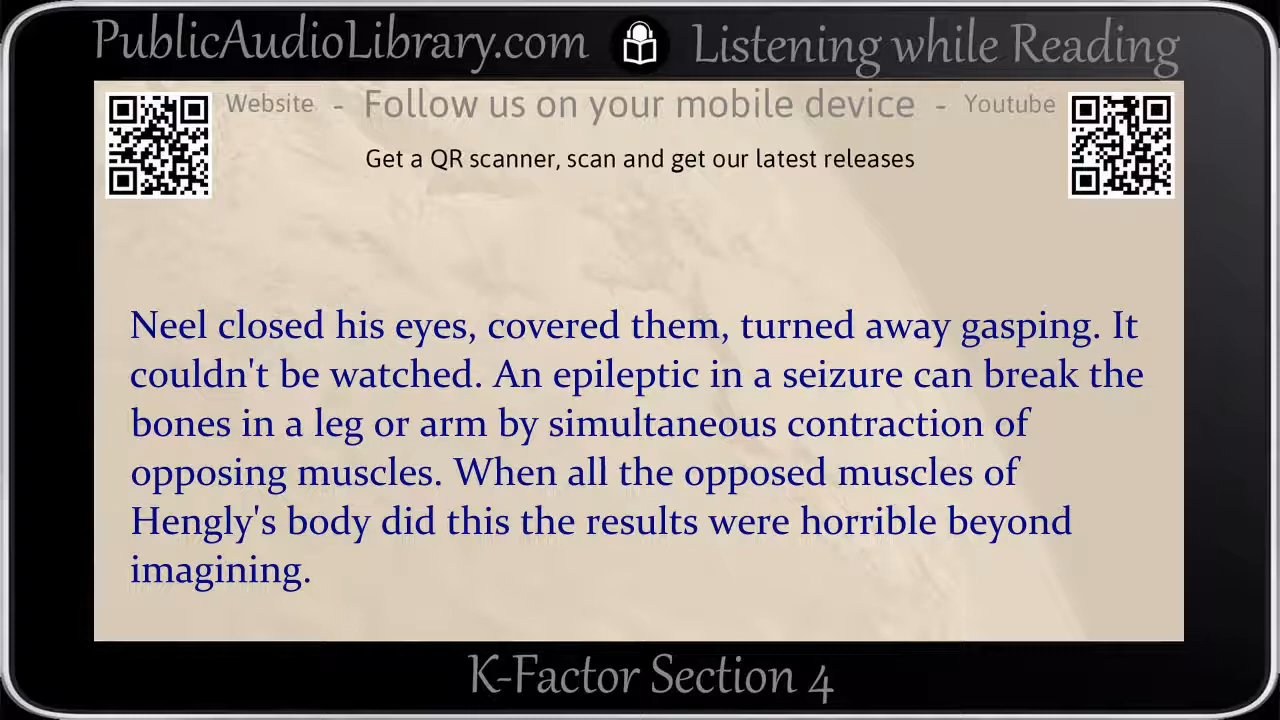 PublicAudioLibrary.com Listening while Reading
Website - Follow us on your mobile device - Youtube
Get a QR scanner, scan and get our latest releases
Neel closed his eyes, covered them, turned away gasping. It
couldn't be watched. An epileptic in a seizure can break the
bones in a leg or arm by simultaneous contraction of
opposing muscles. When all the opposed muscles of
Hengly's body did this the results were horrible beyond
imagining.
K-Factor Section 4